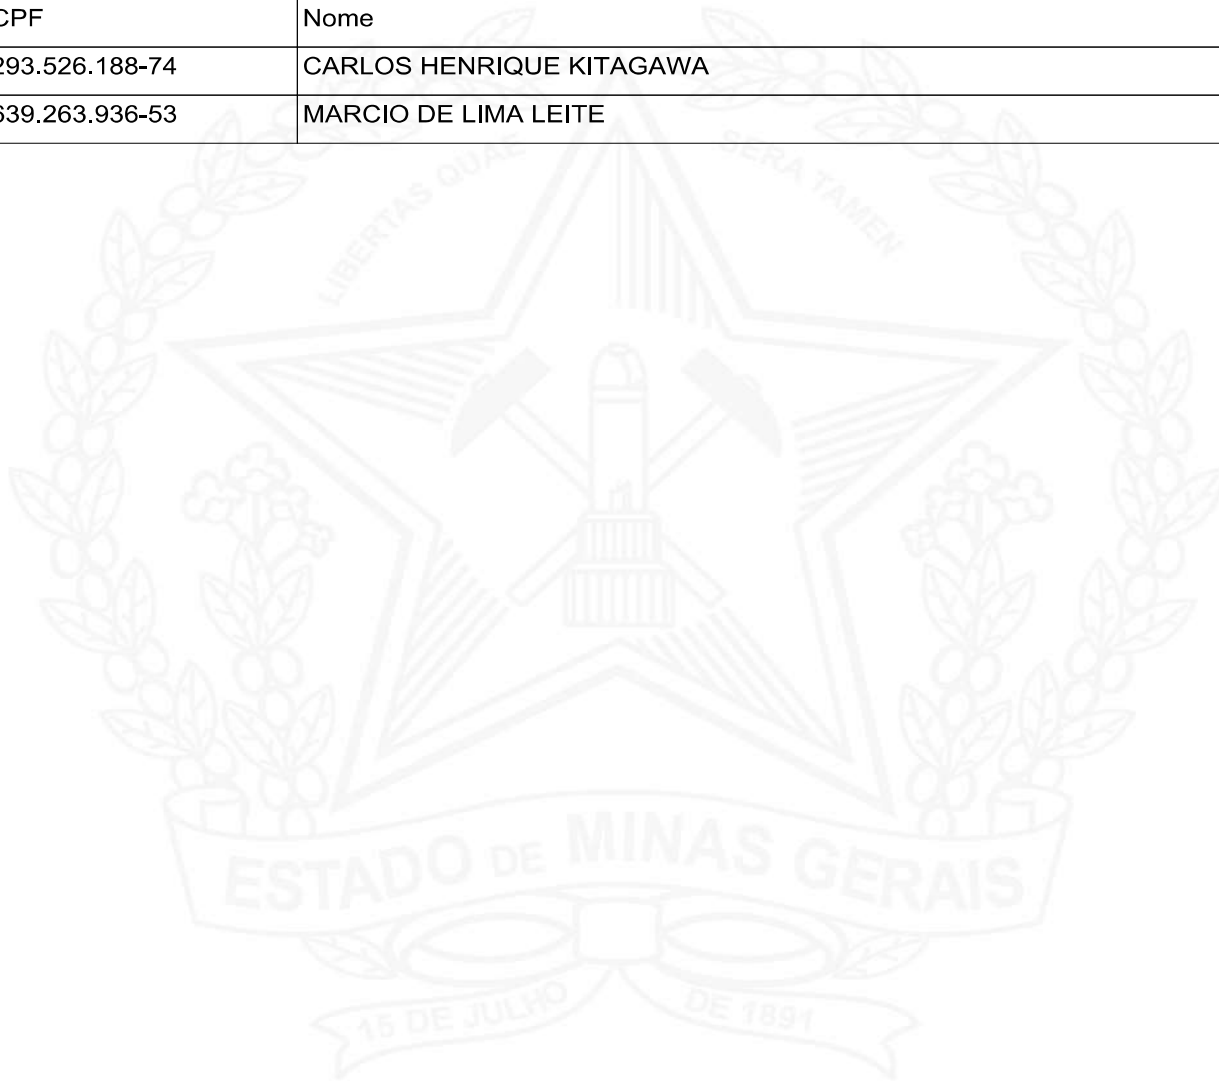 CPF Nome
293.526.188-74 CARLOS HENRIQUE KITAGAWA
639.263.936-53 MARCIO DE LIMA LEITE
LIBERTAS QUAE SERA TAMEN
ESTADO DE MINAS GERAIS
15 DE JULHO DE 1891